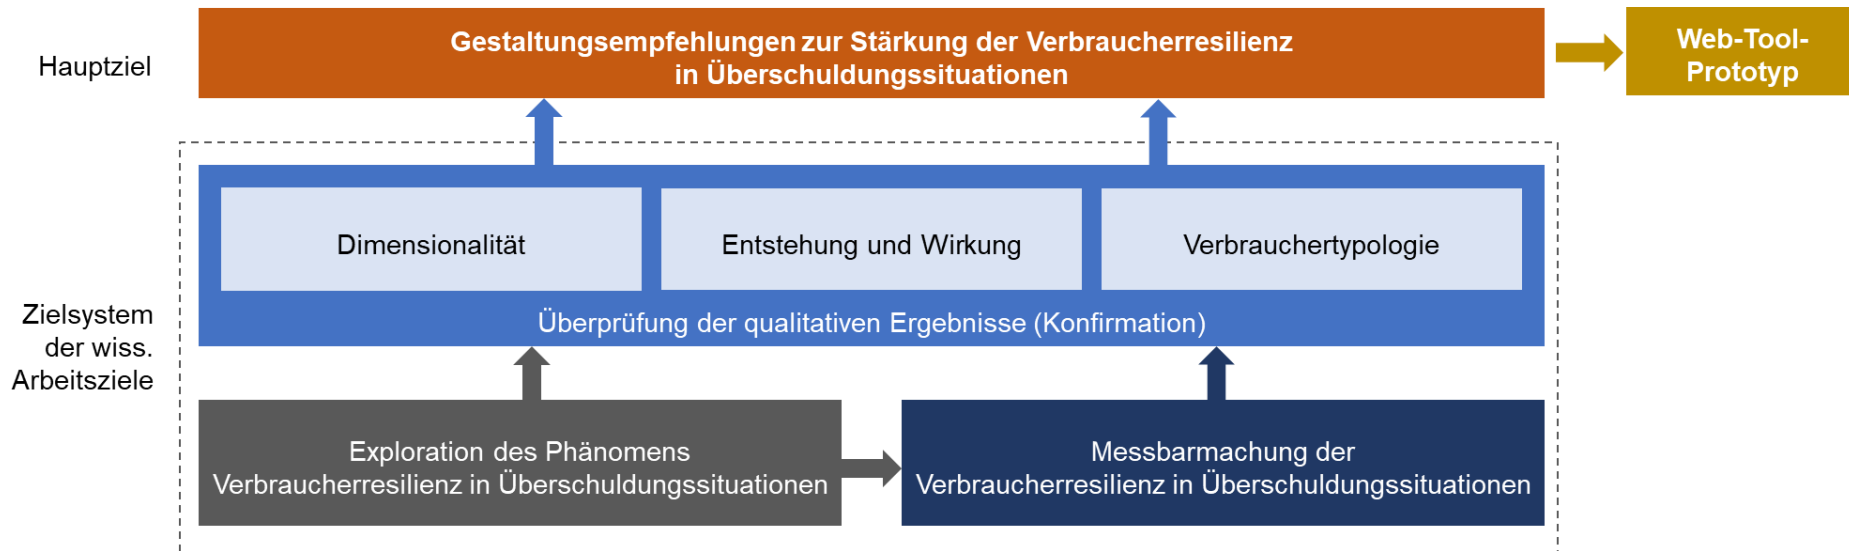 Hauptziel
Gestaltungsempfehlungen zur Stärkung der Verbraucherresilienz
in Überschuldungssituationen
Web-Tool-
Prototyp
Zielsystem
der wiss.
Arbeitsziele
Dimensionalität
Entstehung und Wirkung
Verbrauchertypologie
Überprüfung der qualitativen Ergebnisse (Konfirmation)
Exploration des Phänomens
Verbraucherresilienz in Überschuldungssituationen
Messbarmachung der
Verbraucherresilienz in Überschuldungssituationen